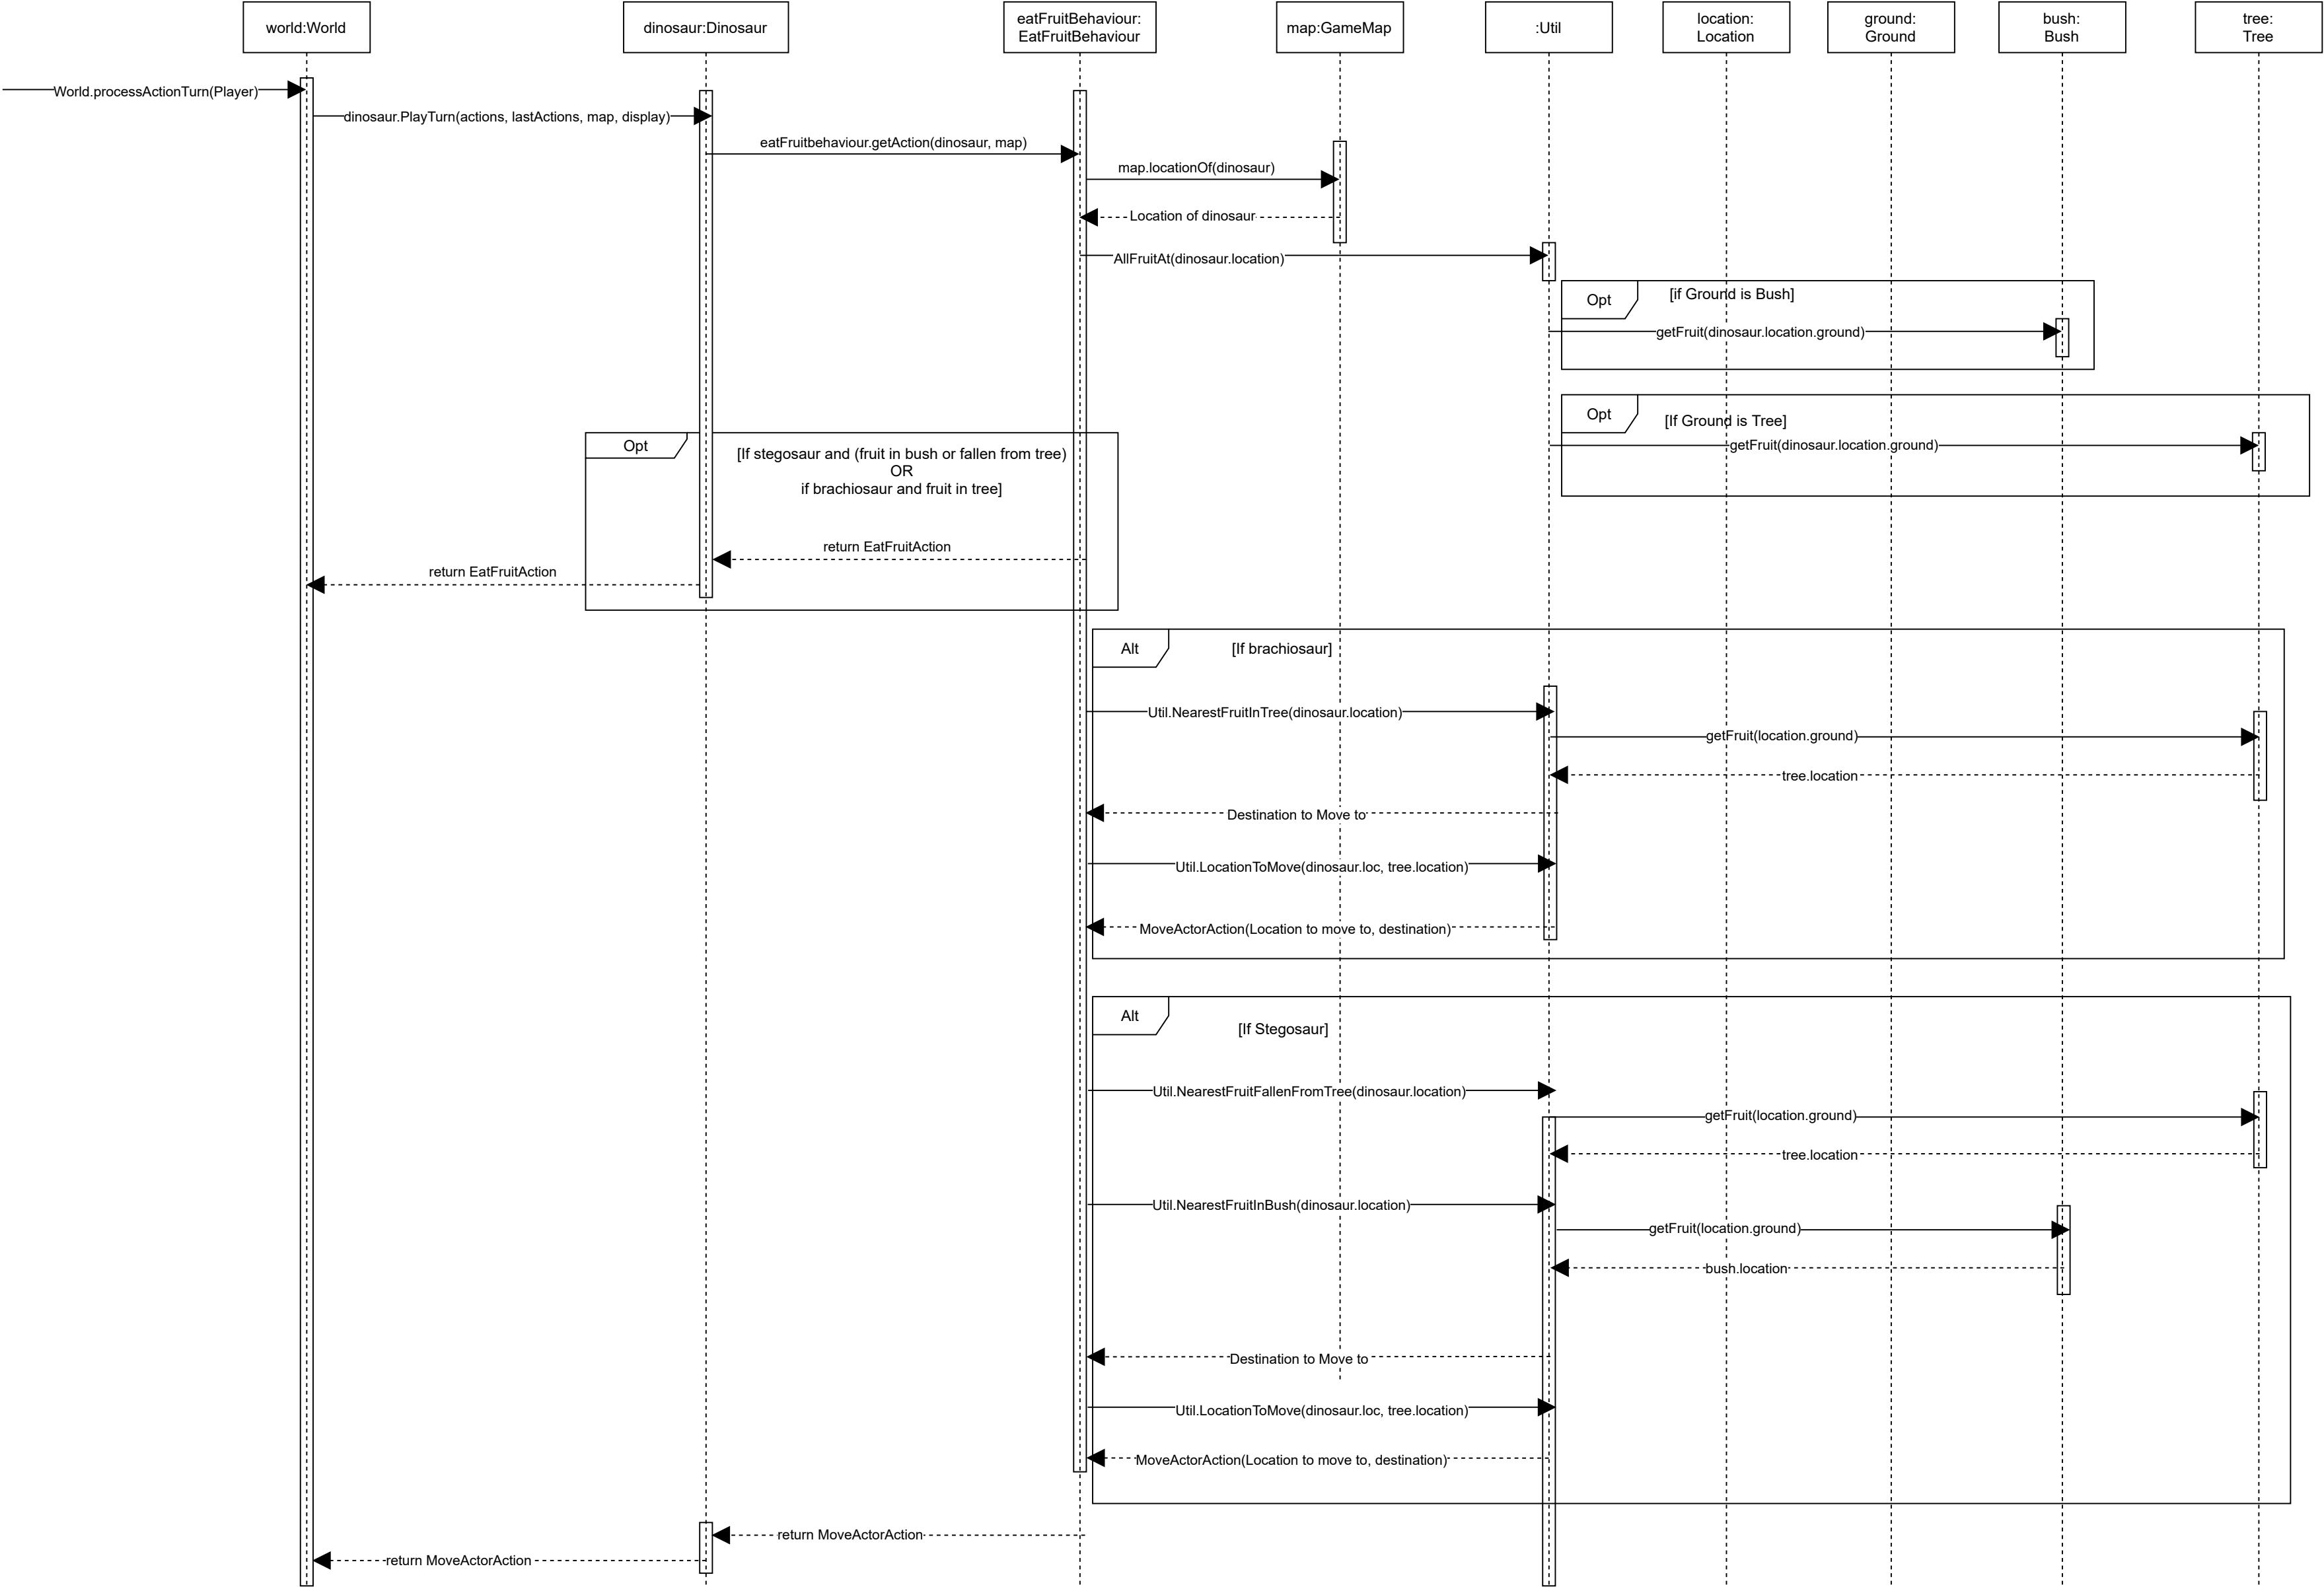 world:World
dinosaur:Dinosaur
eatFruitBehaviour:
EatFruitBehaviour
map:GameMap
:Util
location:
Location
ground:
Ground
bush:
Bush
tree:
Tree
World.processActionTurn(Player)
dinosaur.PlayTurn(actions, lastActions, map, display)
eatFruitbehaviour.getAction(dinosaur, map)
map.locationOf(dinosaur)
Location of dinosaur
AllFruitAt(dinosaur.location)
Opt
[if Ground is Bush]
getFruit(dinosaur.location.ground)
Opt
[If Ground is Tree]
getFruit(dinosaur.location.ground)
Opt
[If stegosaur and (fruit in bush or fallen from tree)
OR
if brachiosaur and fruit in tree]
return EatFruitAction
return EatFruitAction
Alt
[If brachiosaur]
Util.NearestFruitInTree(dinosaur.location)
getFruit(location.ground)
tree.location
Destination to Move to
Util.LocationToMove(dinosaur.loc, tree.location)
MoveActorAction(Location to move to, destination)
Alt
[If Stegosaur]
Util.NearestFruitFallenFromTree(dinosaur.location)
getFruit(location.ground)
tree.location
Util.NearestFruitInBush(dinosaur.location)
getFruit(location.ground)
bush.location
Destination to Move to
Util.LocationToMove(dinosaur.loc, tree.location)
MoveActorAction(Location to move to, destination)
return MoveActorAction
return MoveActorAction